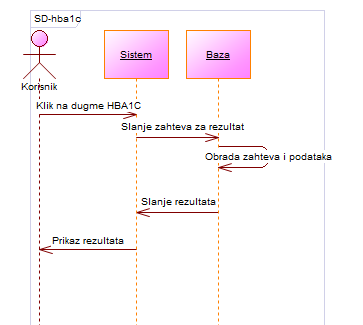 SD-hba1c
Sistem
Baza
Korisnik
Klik na dugme HBA1C
Slanje zahteva za rezultat
Obrada zahteva i podataka
Slanje rezultata
Prikaz rezultata